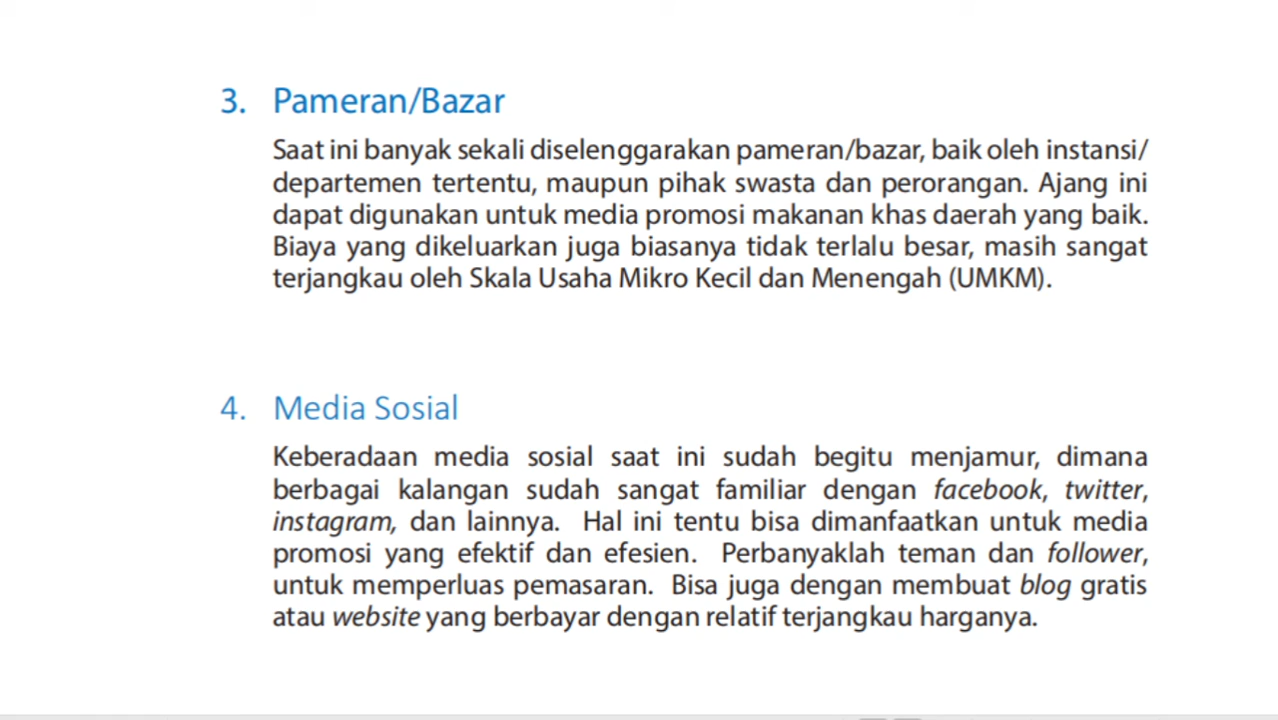 3. Pameran/Bazar
Saat ini banyak sekali diselenggarakan pameran/bazar, baik oleh instansi/
departemen tertentu, maupun pihak swasta dan perorangan. Ajang ini
dapat digunakan untuk media promosi makanan khas daerah yang baik.
Biaya yang dikeluarkan juga biasanya tidak terlalu besar, masih sangat
terjangkau oleh Skala Usaha Mikro Kecil dan Menengah (UMKM).
4. Media Sosial
Keberadaan media sosial saat ini sudah begitu menjamur, dimana
berbagai kalangan sudah sangat familiar dengan facebook, twitter,
instagram, dan lainnya. Hal ini tentu bisa dimanfaatkan untuk media
promosi yang efektif dan efesien. Perbanyaklah teman dan follower,
untuk memperluas pemasaran. Bisa juga dengan membuat blog gratis
atau website yang berbayar dengan relatif terjangkau harganya.